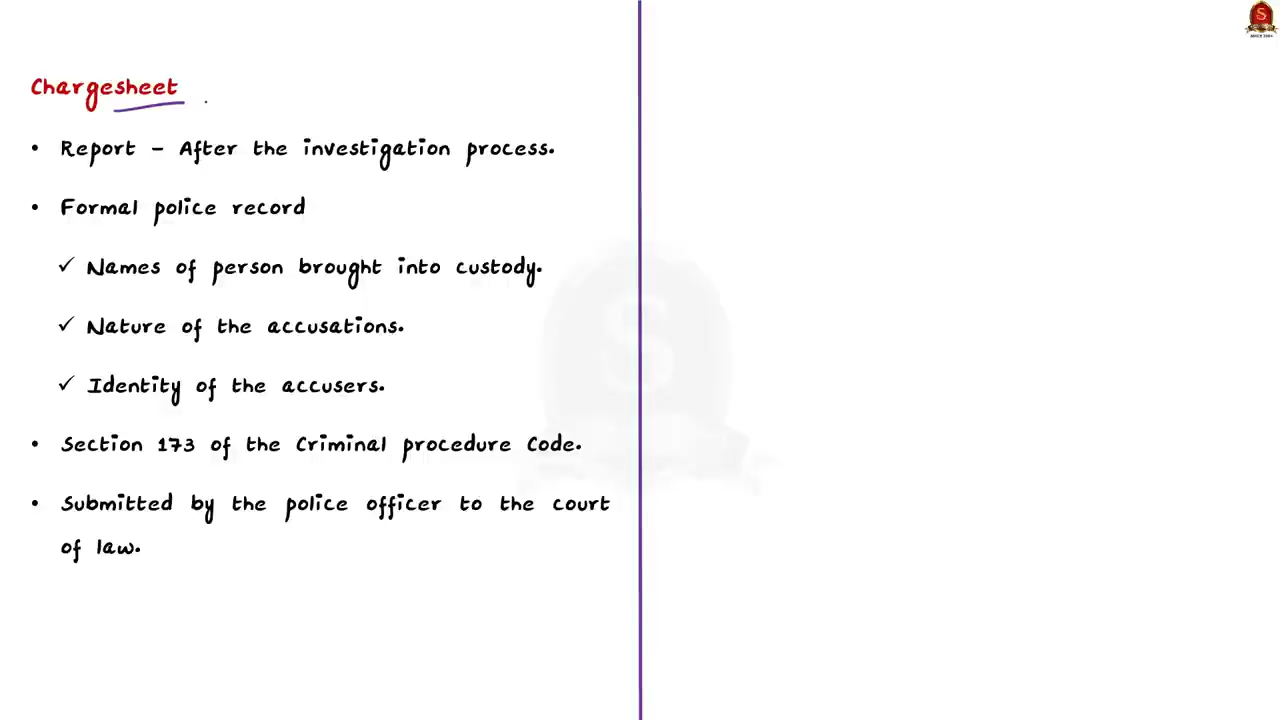 Chargesheet
• Report - After the investigation process.
• Formal police record
✓ Names of person brought into custody.
✓ Nature of the accusations.
✓ Identity of the accusers.
• Section 173 of the Criminal procedure Code.
• Submitted by the police officer to the court
of law.
S